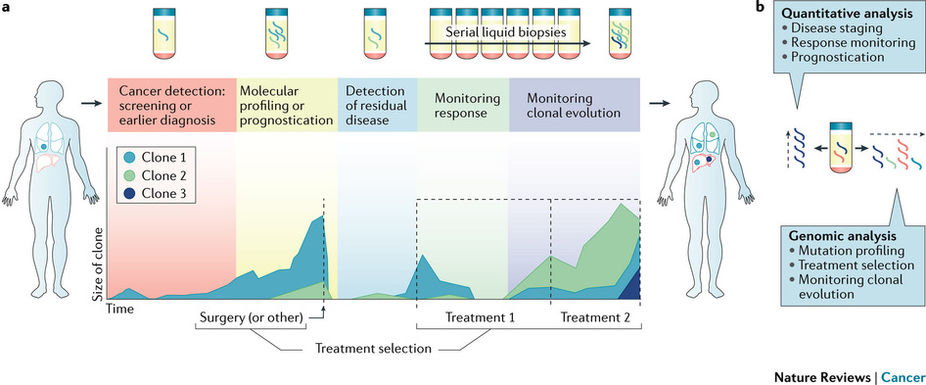 a
Serial liquid biopsies
Cancer detection:
screening or
earlier diagnosis
Molecular
profiling or
prognostication
Detection
of residual
disease
Monitoring
response
Monitoring
clonal evolution
Clone 1
Clone 2
Clone 3
Size of clone
Time
Surgery (or other)
Treatment 1
Treatment 2
Treatment selection
b
Quantitative analysis
• Disease staging
• Response monitoring
• Prognostication
Genomic analysis
• Mutation profiling
• Treatment selection
• Monitoring clonal
evolution
Nature Reviews | Cancer